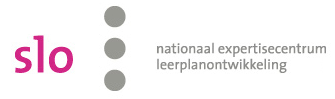 slo
nationaal expertisecentrum
leerplanontwikkeling